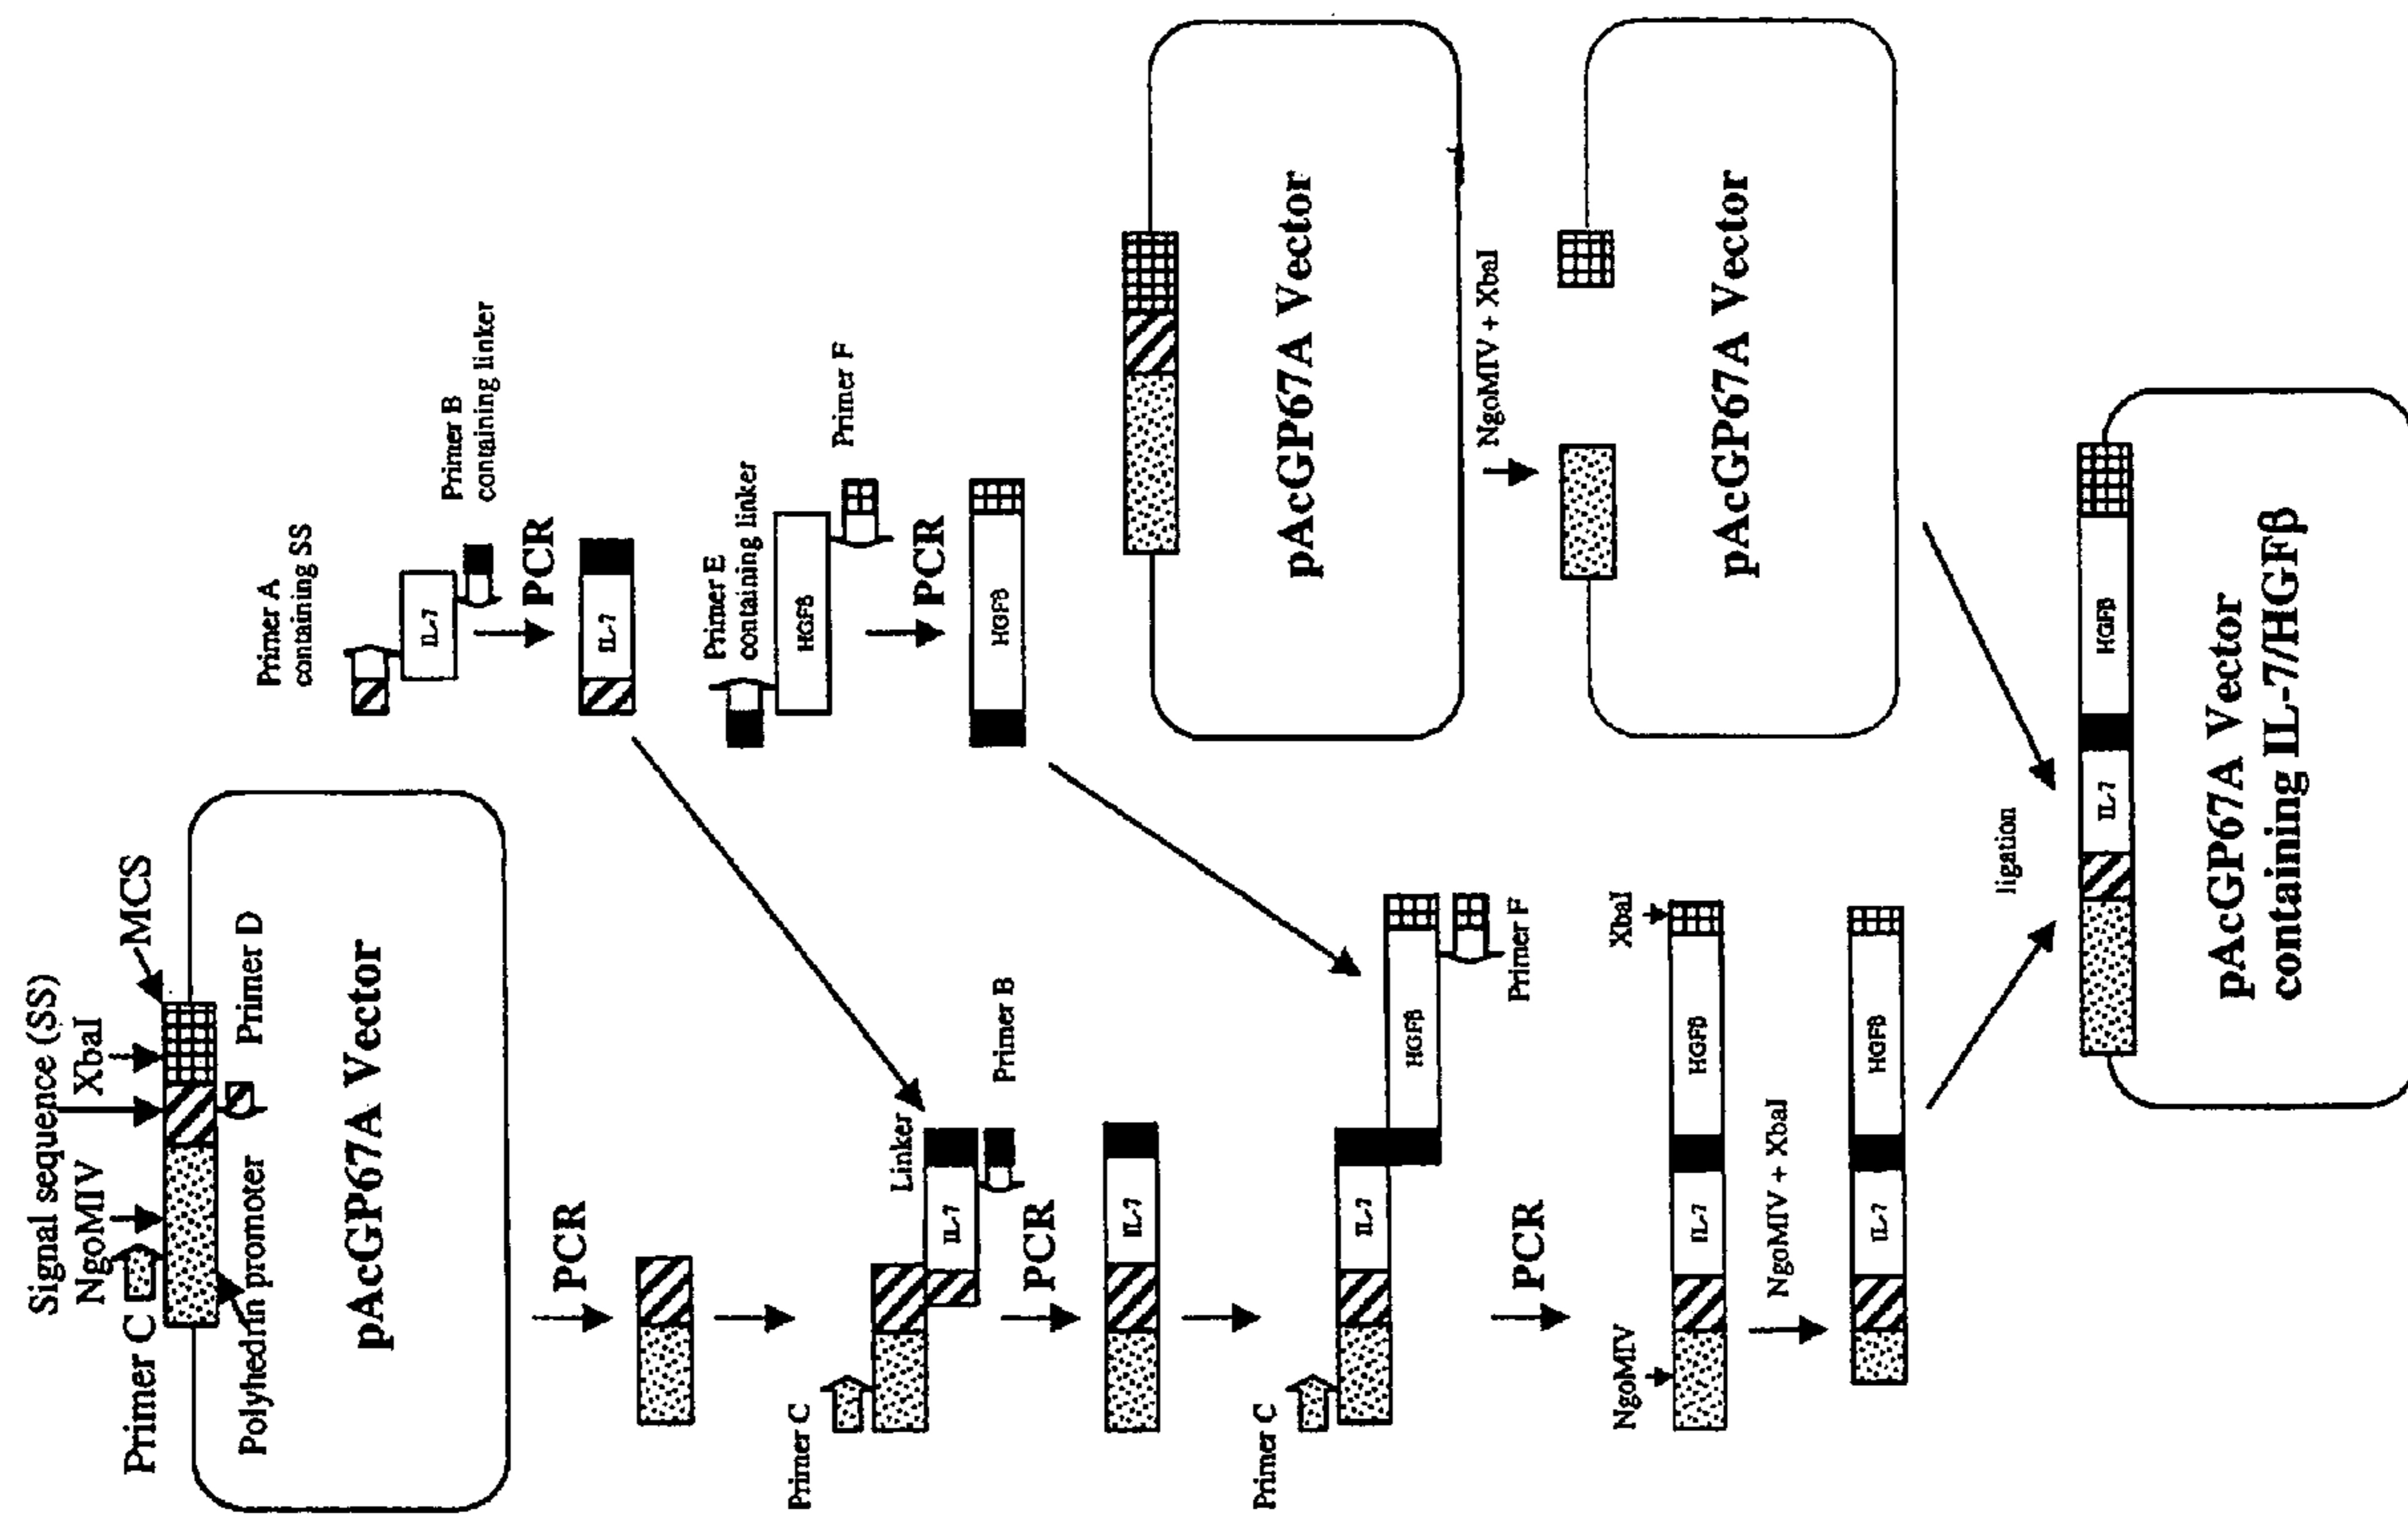 Signal sequence (SS)
NgoMIV
XbaI
MCS
Primer C
Polyhedrin promoter
Primer D
pAcGP67A Vector
PCR
Primer C
Linker
IL-7
Primer B
PCR
IL-7
Primer C
IL-7
HGFβ
Primer F
PCR
NgoMIV
XbaI
IL-7
HGFβ
NgoMIV + XbaI
IL-7
HGFβ
Primer A
containing SS
IL-7
Primer B
containing linker
PCR
IL-7
Primer E
containing linker
HGFβ
Primer F
PCR
HGFβ
pAcGP67A Vector
NgoMIV + XbaI
pAcGP67A Vector
ligation
IL-7
HGFβ
pAcGP67A Vector
containing IL-7/HGFβ